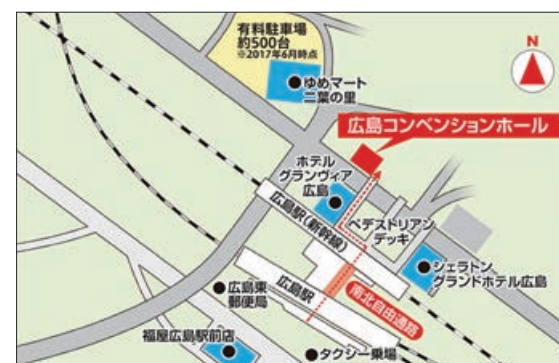 有料駐車場
約500台
※2017年6月時点
N
ゆめマート
二葉の里
広島コンベンションホール
ホテル
グランヴィア
広島
広島駅(新幹線)
ペデストリアン
デッキ
シェラトン
グランドホテル広島
広島駅
南北自由通路
広島東
郵便局
福屋広島駅前店
タクシー乗場